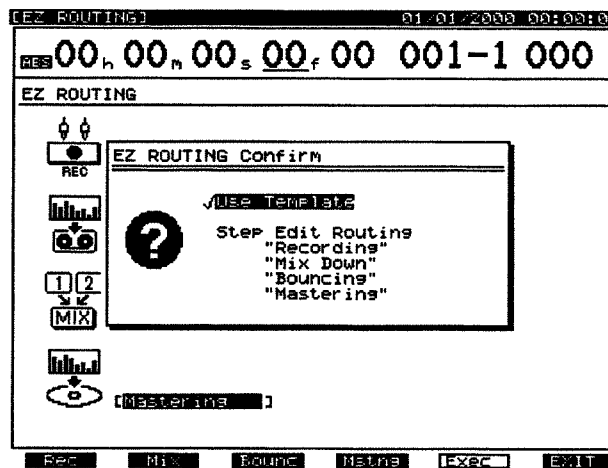 [EZ ROUTING] 01/01/2000 00:00:0
MES 00h 00m 00s 00f 00 001-1 000
EZ ROUTING
REC
EZ ROUTING Confirm
√Use Template
?
Step Edit Routing
"Recording"
"Mix Down"
"Bouncing"
"Mastering"
1 2
MIX
[Mastering ]
Rec Mix Bounc Mstng Exec EXIT